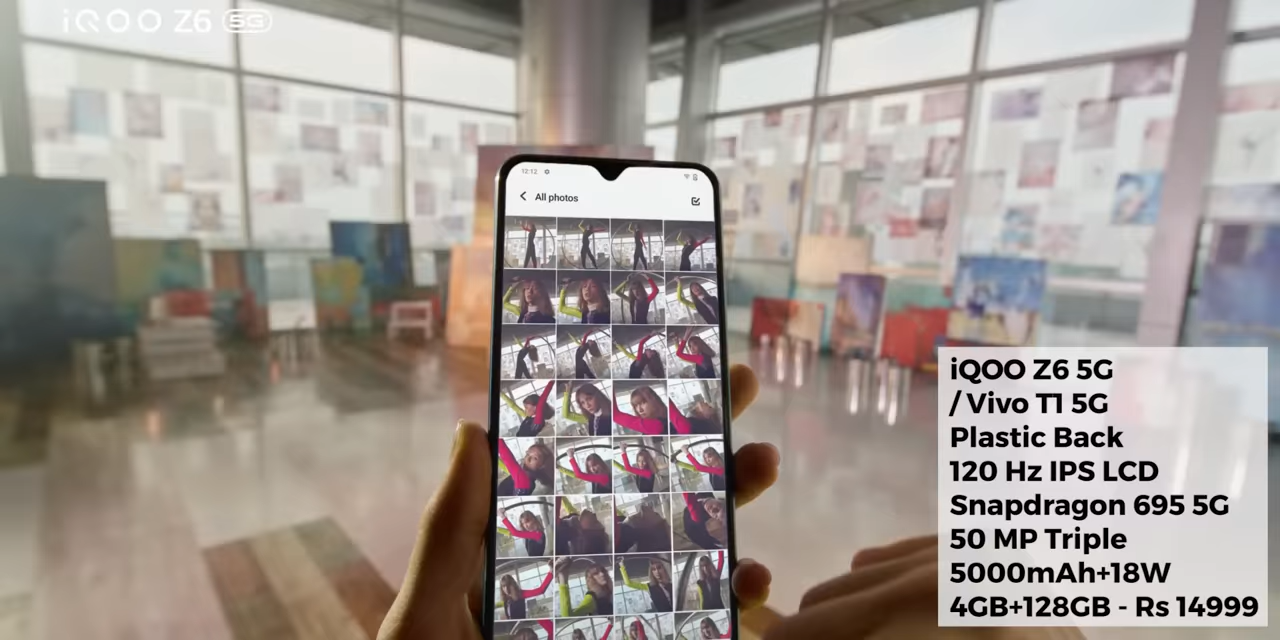 iQOO Z6 5G
12:12
All photos
iQOO Z6 5G
/ Vivo T1 5G
Plastic Back
120 Hz IPS LCD
Snapdragon 695 5G
50 MP Triple
5000mAh+18W
4GB+128GB - Rs 14999